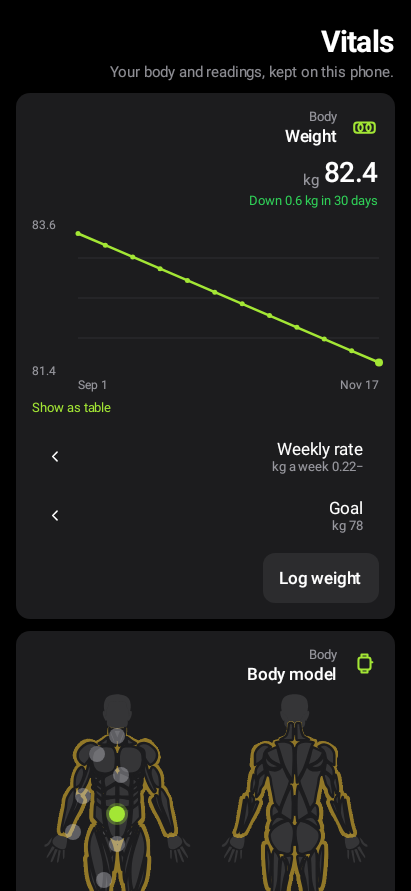 Vitals
Your body and readings, kept on this phone.
Body
Weight
kg 82.4
Down 0.6 kg in 30 days
83.6
81.4
Sep 1
Nov 17
Show as table
Weekly rate
kg a week 0.22−
Goal
kg 78
Log weight
Body
Body model